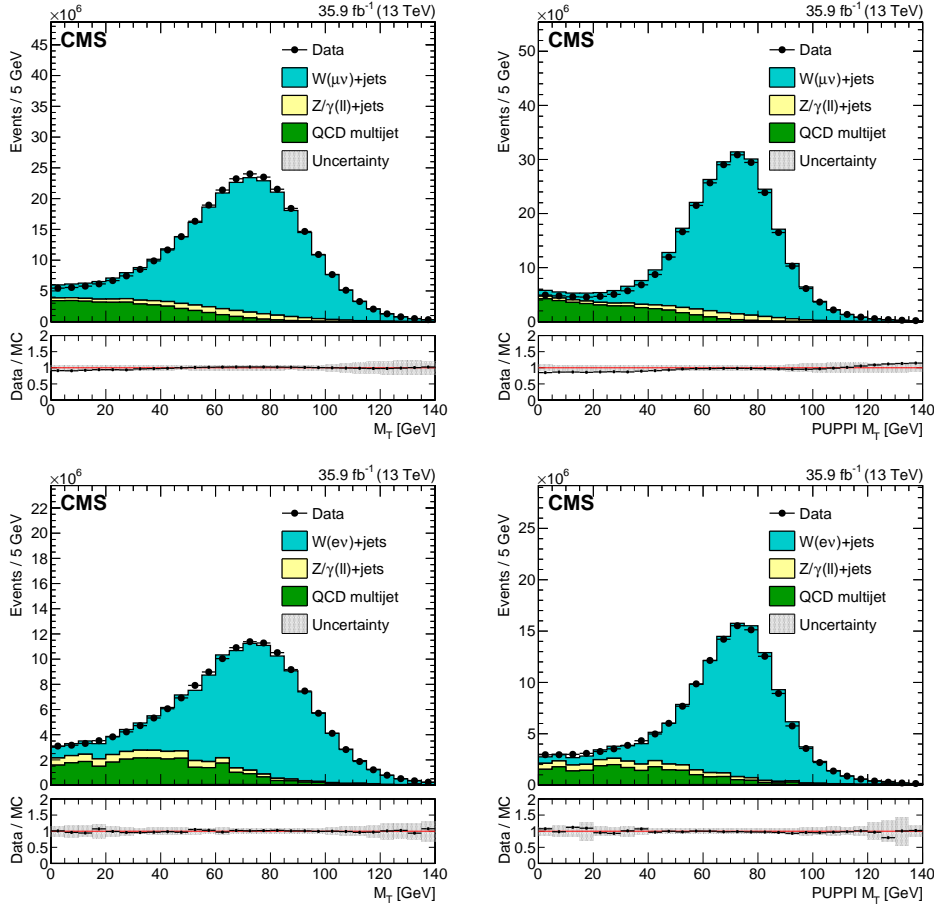 ×10⁶ 35.9 fb⁻¹ (13 TeV)
CMS
Data
W(μν)+jets
Z/γ(ll)+jets
QCD multijet
Uncertainty
Events / 5 GeV
45
40
35
30
25
20
15
10
5
0
Data / MC
2
1.5
1
0.5
0
0 20 40 60 80 100 120 140
M_T [GeV]
×10⁶ 35.9 fb⁻¹ (13 TeV)
CMS
Data
W(μν)+jets
Z/γ(ll)+jets
QCD multijet
Uncertainty
Events / 5 GeV
50
40
30
20
10
0
Data / MC
2
1.5
1
0.5
0
0 20 40 60 80 100 120 140
PUPPI M_T [GeV]
×10⁶ 35.9 fb⁻¹ (13 TeV)
CMS
Data
W(eν)+jets
Z/γ(ll)+jets
QCD multijet
Uncertainty
Events / 5 GeV
22
20
18
16
14
12
10
8
6
4
2
0
Data / MC
2
1.5
1
0.5
0
0 20 40 60 80 100 120 140
M_T [GeV]
×10⁶ 35.9 fb⁻¹ (13 TeV)
CMS
Data
W(eν)+jets
Z/γ(ll)+jets
QCD multijet
Uncertainty
Events / 5 GeV
25
20
15
10
5
0
Data / MC
2
1.5
1
0.5
0
0 20 40 60 80 100 120 140
PUPPI M_T [GeV]